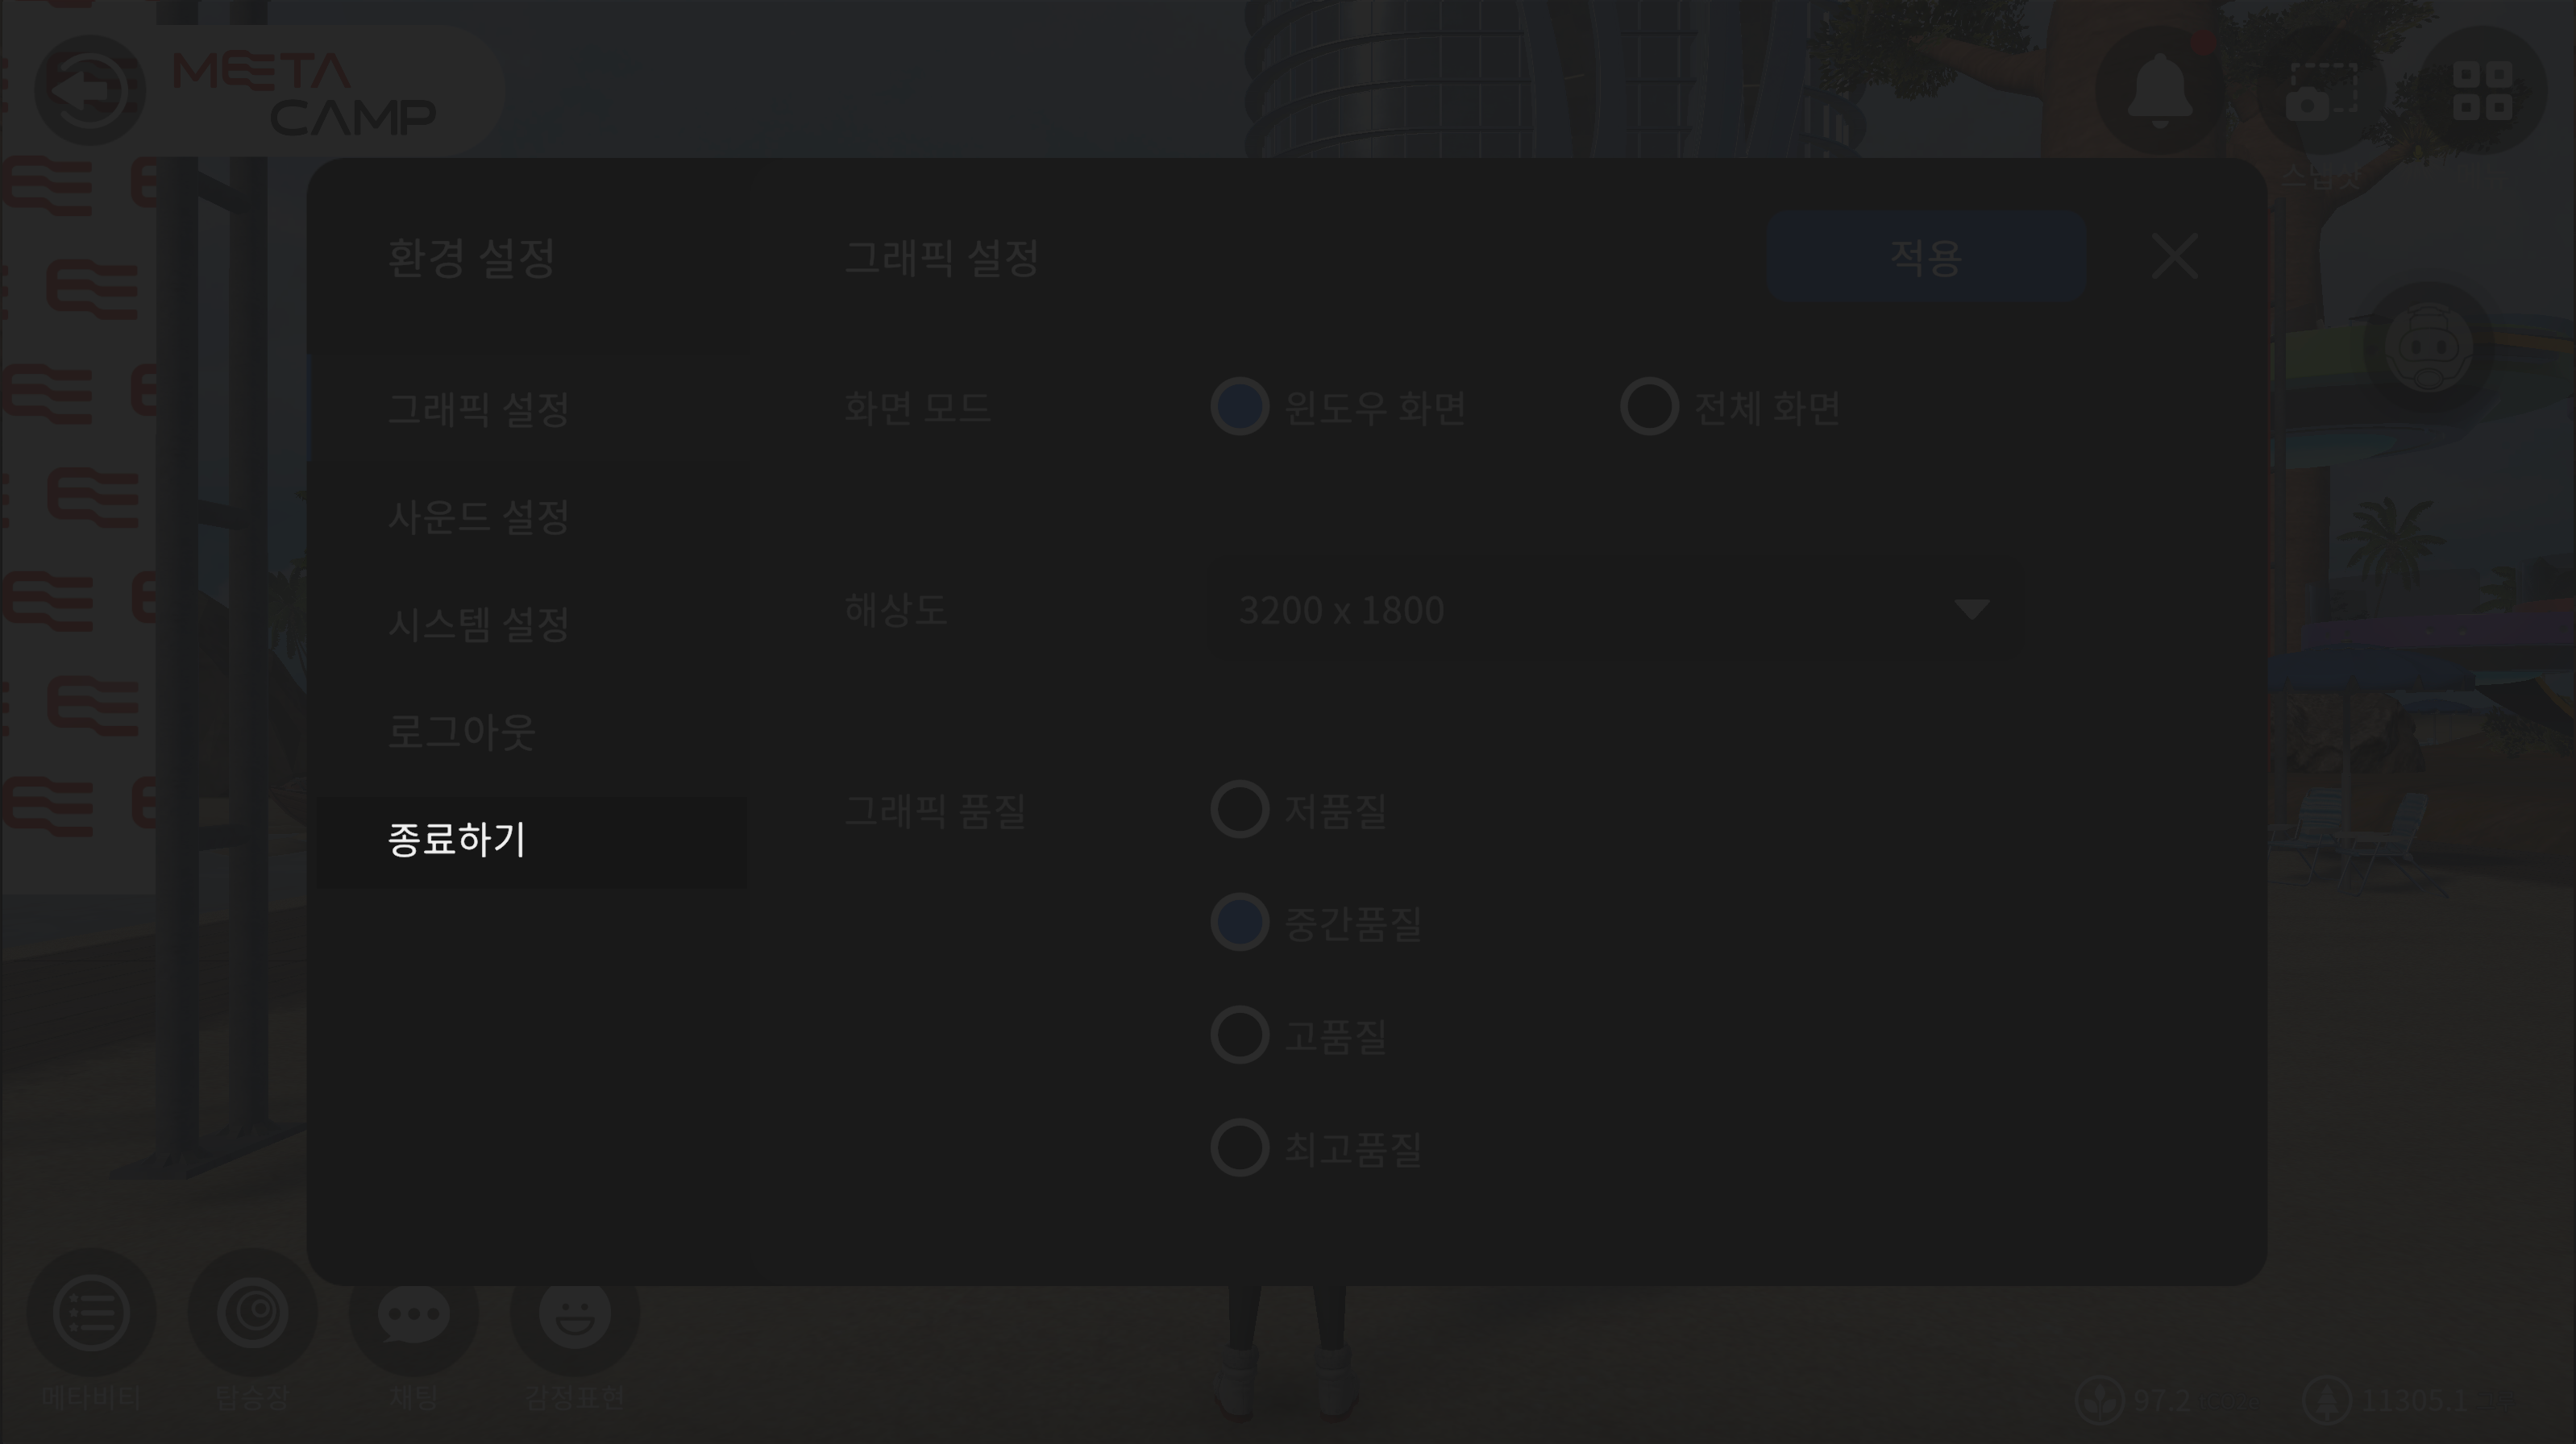 META
CAMP
스냅샷
환경 설정
그래픽 설정
적용
그래픽 설정
화면 모드
윈도우 화면
전체 화면
사운드 설정
해상도
3200 x 1800
시스템 설정
로그아웃
그래픽 품질
저품질
종료하기
중간품질
고품질
최고품질
메타비티
탑승장
채팅
감정표현
97.2
11305.1